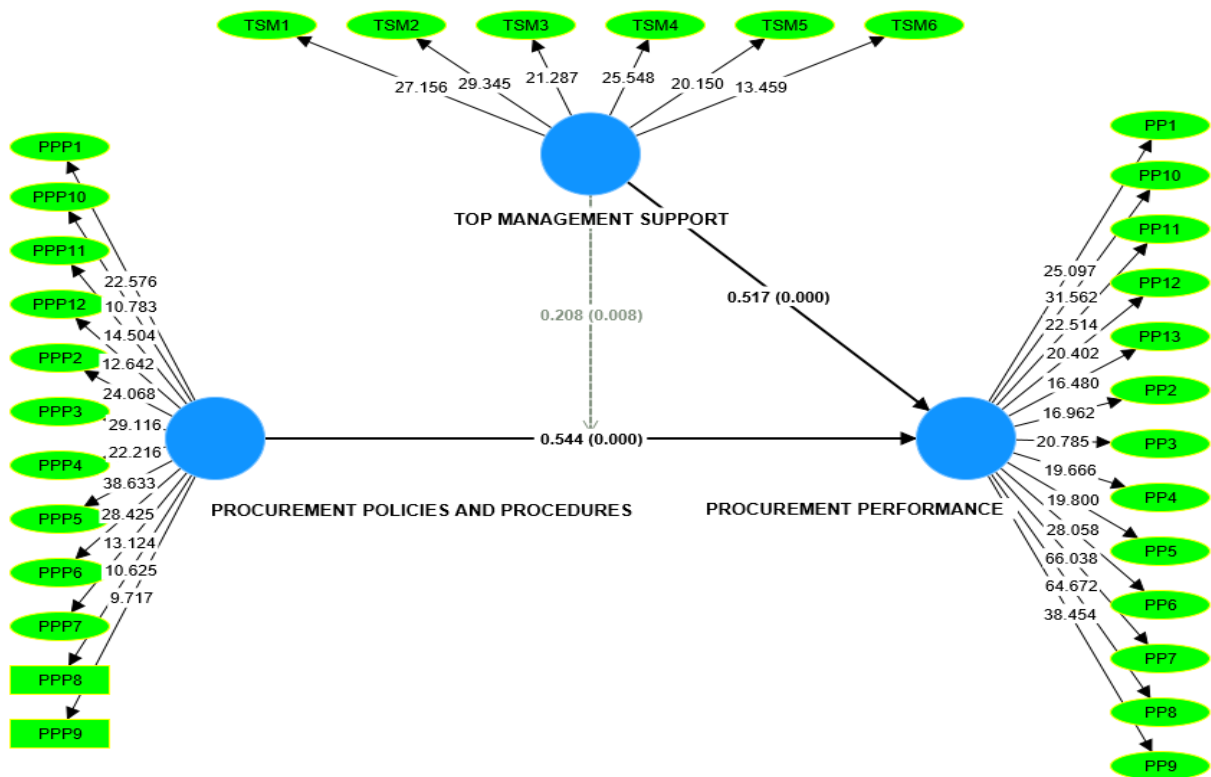 TSM1 TSM2 TSM3 TSM4 TSM5 TSM6
27.156 29.345 21.287 25.548 20.150 13.459
TOP MANAGEMENT SUPPORT
PPP1
PPP10
PPP11
PPP12
PPP2
PPP3
PPP4
PPP5
PPP6
PPP7
PPP8
PPP9
22.576
10.783
14.504
12.642
24.068
29.116
22.216
38.633
28.425
13.124
10.625
9.717
PROCUREMENT POLICIES AND PROCEDURES
0.208 (0.008)
0.517 (0.000)
0.544 (0.000)
PROCUREMENT PERFORMANCE
25.097
31.562
22.514
20.402
16.480
16.962
20.785
19.666
19.800
28.058
66.038
64.672
38.454
PP1
PP10
PP11
PP12
PP13
PP2
PP3
PP4
PP5
PP6
PP7
PP8
PP9